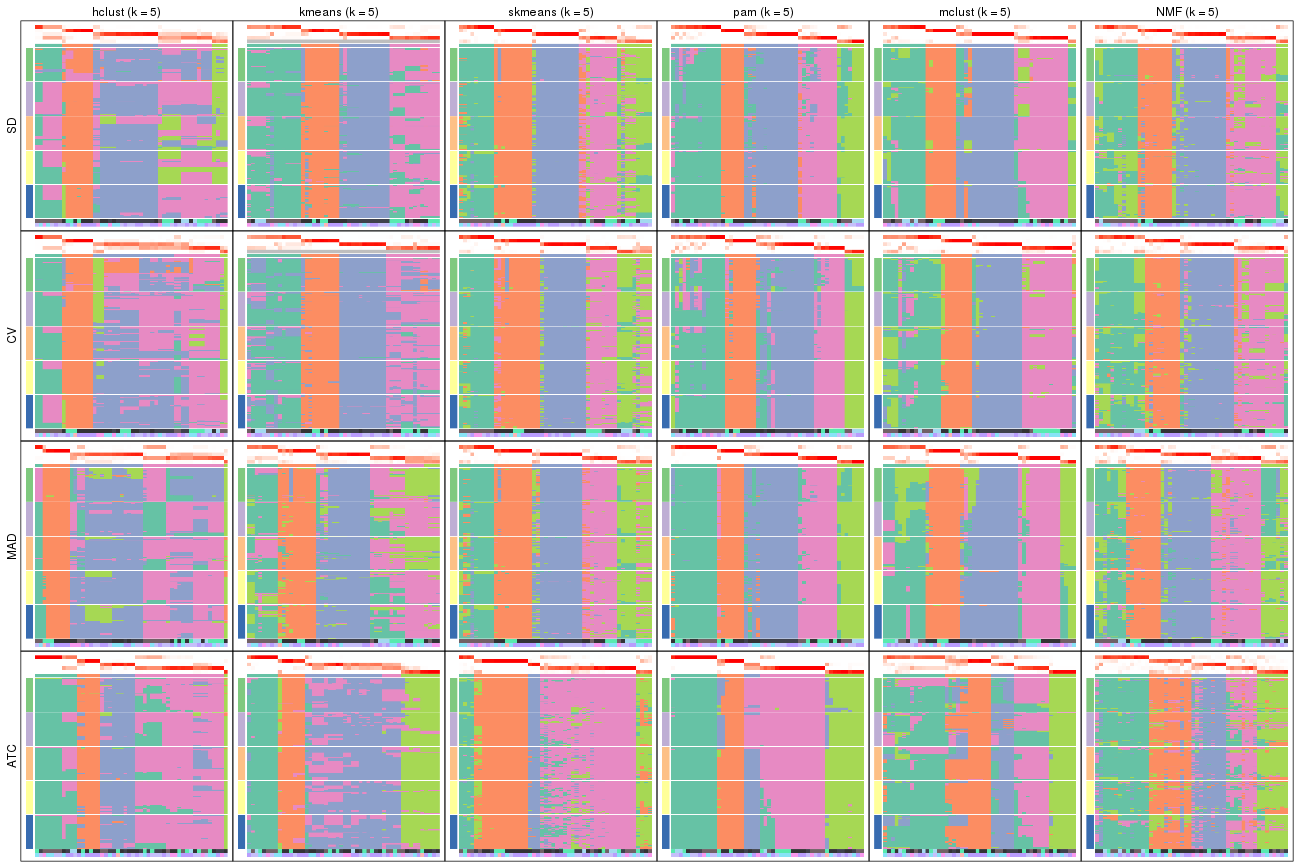 hclust (k = 5) kmeans (k = 5) skmeans (k = 5) pam (k = 5) mclust (k = 5) NMF (k = 5)
SD
CV
MAD
ATC